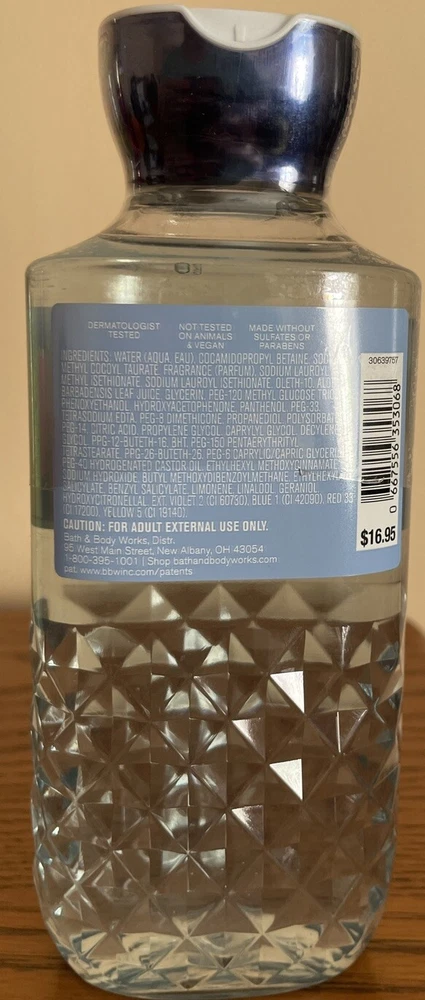 DERMATOLOGIST
TESTED
NOT TESTED
ON ANIMALS
& VEGAN
MADE WITHOUT
SULFATES OR
PARABENS
INGREDIENTS: WATER (AQUA, EAU), COCAMIDOPROPYL BETAINE,
METHYL COCOYL TAURATE, FRAGRANCE (PARFUM), SODIUM LAUROYL
METHYL ISETHIONATE, SODIUM LAUROYL ISETHIONATE, OLETH-10,
BARBADENSIS LEAF JUICE, GLYCERIN, PEG-120 METHYL GLUCOSE
PHENOXYETHANOL, HYDROXYACETOPHENONE, PANTHENOL, PEG-33,
TETRASODIUM EDTA, PEG-8 DIMETHICONE, PROPANEDIOL,
PEG-14, CITRIC ACID, PROPYLENE GLYCOL, CAPRYLYL GLYCOL, DECYLENE
GLYCOL, PPG-12-BUTETH-16, BHT, PEG-150 PENTAERYTHRITYL
TETRASTEARATE, PPG-26-BUTETH-26, PEG-6 CAPRYLIC/CAPRIC
PEG-40 HYDROGENATED CASTOR OIL, ETHYLHEXYL METHOXYCINNAMATE,
SODIUM HYDROXIDE, BUTYL METHOXYDIBENZOYLMETHANE, ETHYLHEXYL
SALICYLATE, BENZYL SALICYLATE, LIMONENE, LINALOOL, GERANIOL,
HYDROXYCITRONELLAL, EXT. VIOLET 2 (CI 60730), BLUE 1 (CI 42090), RED 33
(CI 17200), YELLOW 5 (CI 19140).
CAUTION: FOR ADULT EXTERNAL USE ONLY.
Bath & Body Works, Distr.
95 West Main Street, New Albany, OH 43054
1-800-395-1001 | Shop bathandbodyworks.com
pat. www.bbwinc.com/patents
30639757
0 667556 353068
$16.95